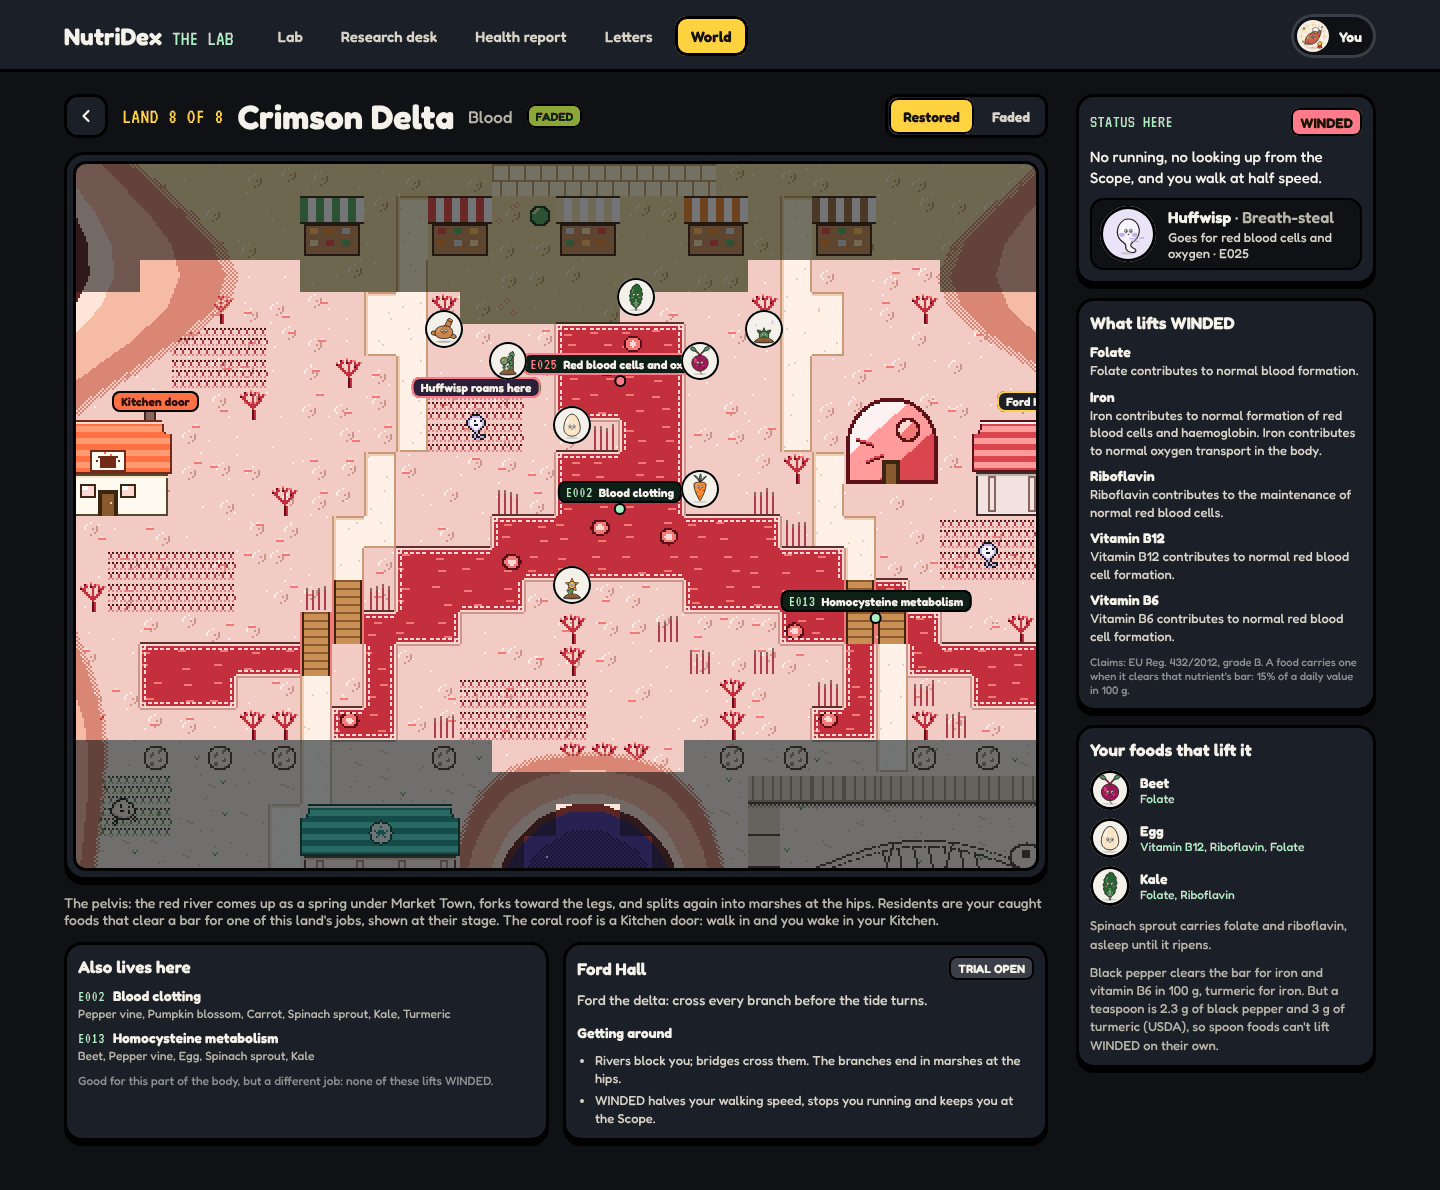 NutriDex THE LAB
Lab
Research desk
Health report
Letters
World
You
LAND 8 OF 8
Crimson Delta
Blood
FADED
Restored
Faded
Huffwisp roams here
E025 Red blood cells and ox
Kitchen door
Ford H
E002 Blood clotting
E013 Homocysteine metabolism
The pelvis: the red river comes up as a spring under Market Town, forks toward the legs, and splits again into marshes at the hips. Residents are your caught
foods that clear a bar for one of this land's jobs, shown at their stage. The coral roof is a Kitchen door: walk in and you wake in your Kitchen.
Also lives here
E002 Blood clotting
Pepper vine, Pumpkin blossom, Carrot, Spinach sprout, Kale, Turmeric
E013 Homocysteine metabolism
Beet, Pepper vine, Egg, Spinach sprout, Kale
Good for this part of the body, but a different job: none of these lifts WINDED.
Ford Hall
TRIAL OPEN
Ford the delta: cross every branch before the tide turns.
Getting around
• Rivers block you; bridges cross them. The branches end in marshes at the
hips.
• WINDED halves your walking speed, stops you running and keeps you at
the Scope.
STATUS HERE
WINDED
No running, no looking up from the
Scope, and you walk at half speed.
Huffwisp · Breath-steal
Goes for red blood cells and
oxygen · E025
What lifts WINDED
Folate
Folate contributes to normal blood formation.
Iron
Iron contributes to normal formation of red
blood cells and haemoglobin. Iron contributes
to normal oxygen transport in the body.
Riboflavin
Riboflavin contributes to the maintenance of
normal red blood cells.
Vitamin B12
Vitamin B12 contributes to normal red blood
cell formation.
Vitamin B6
Vitamin B6 contributes to normal red blood
cell formation.
Claims: EU Reg. 432/2012, grade B. A food carries one
when it clears that nutrient's bar: 15% of a daily value
in 100 g.
Your foods that lift it
Beet
Folate
Egg
Vitamin B12, Riboflavin, Folate
Kale
Folate, Riboflavin
Spinach sprout carries folate and riboflavin,
asleep until it ripens.
Black pepper clears the bar for iron and
vitamin B6 in 100 g, turmeric for iron. But a
teaspoon is 2.3 g of black pepper and 3 g of
turmeric (USDA), so spoon foods can't lift
WINDED on their own.